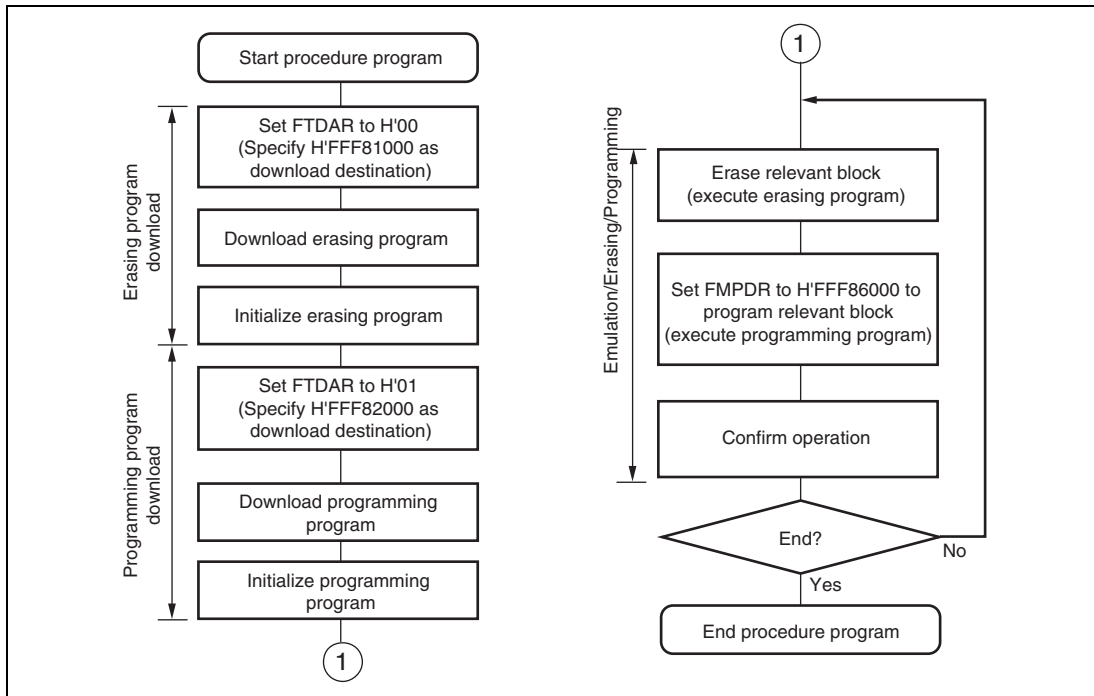 Start procedure program
Erasing program
download
Set FTDAR to H'00
(Specify H'FFF81000 as
download destination)
Download erasing program
Initialize erasing program
Programming program
download
Set FTDAR to H'01
(Specify H'FFF82000 as
download destination)
Download programming
program
Initialize programming
program
1
1
Emulation/Erasing/Programming
Erase relevant block
(execute erasing program)
Set FMPDR to H'FFF86000 to
program relevant block
(execute programming program)
Confirm operation
End?
No
Yes
End procedure program